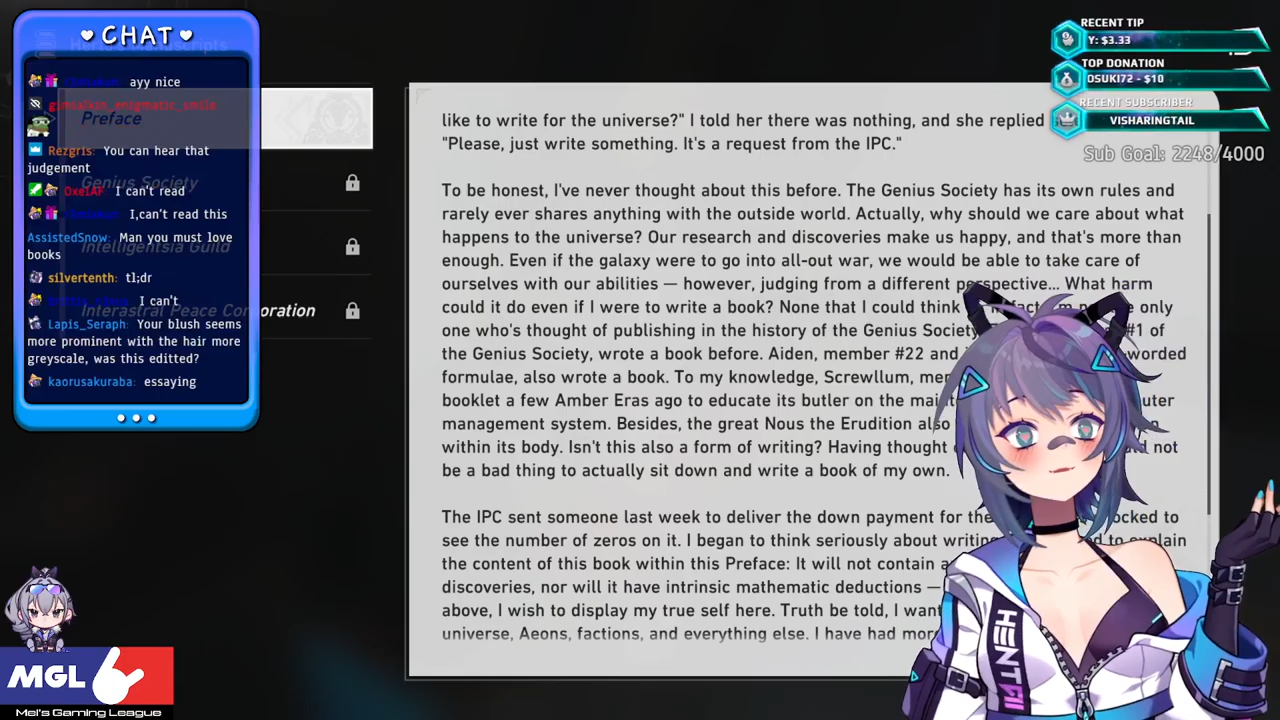 CHAT
ayy nice
gunsalkin_enigmatic_smile
Rezgris: You can hear that
judgement
OxelAF: I can't read
I,can't read this
AssistedSnow: Man you must love
books
silvertenth: tl;dr
I can't
Lapis_Seraph: Your blush seems
more prominent with the hair more
greyscale, was this editted?
kaorusakuraba: essaying
Preface
Genius Society
Intelligentsia Guild
Interastral Peace Corporation
like to write for the universe?" I told her there was nothing, and she replied
"Please, just write something. It's a request from the IPC."
To be honest, I've never thought about this before. The Genius Society has its own rules and
rarely ever shares anything with the outside world. Actually, why should we care about what
happens to the universe? Our research and discoveries make us happy, and that's more than
enough. Even if the galaxy were to go into all-out war, we would be able to take care of
ourselves with our abilities — however, judging from a different perspective... What harm
could it do even if I were to write a book? None that I could think only
one who's thought of publishing in the history of the Genius Society #1 of
the Genius Society, wrote a book before. Aiden, member #22 and worded
formulae, also wrote a book. To my knowledge, Screwllum,
booklet a few Amber Eras ago to educate its butler on the
management system. Besides, the great Nous the Erudition also
within its body. Isn't this also a form of writing? Having thought not
be a bad thing to actually sit down and write a book of my own.
The IPC sent someone last week to deliver the down payment for the to
see the number of zeros on it. I began to think seriously about writing explain
the content of this book within this Preface: It will not contain
discoveries, nor will it have intrinsic mathematic deductions —
above, I wish to display my true self here. Truth be told, I
universe, Aeons, factions, and everything else. I have had
RECENT TIP
Y: $3.33
TOP DONATION
OSUKI72 - $10
RECENT SUBSCRIBER
VISHARINGTAIL
Sub Goal: 2248/4000
HENTAI
MGL
Mel's Gaming League